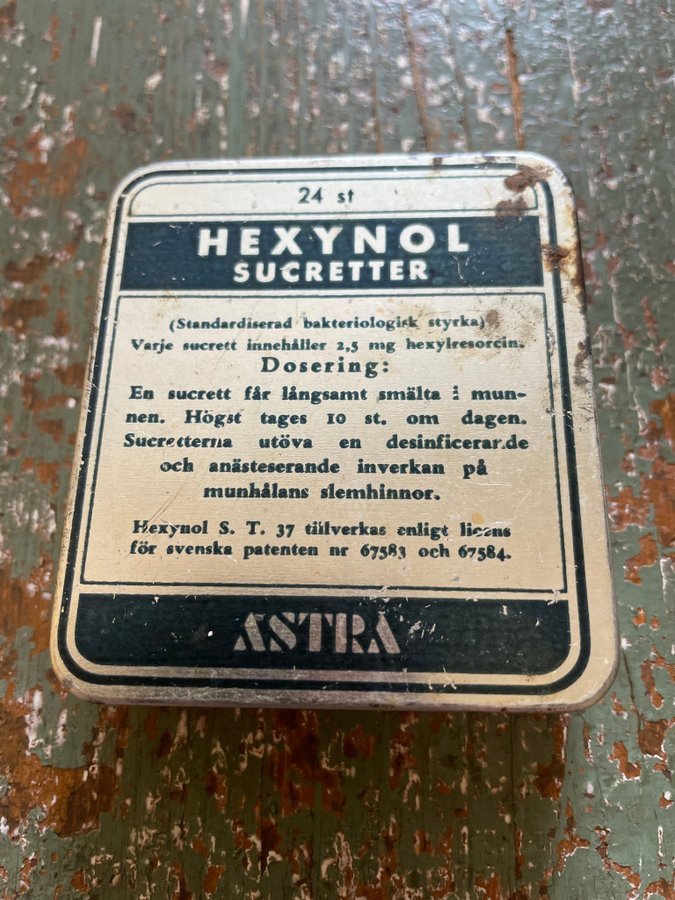 24 st
HEXYNOL
SUCRETTER
(Standardiserad bakteriologisk styrka)
Varje sucrett innehåller 2,5 mg hexylresorcin.
Dosering:
En sucrett får långsamt smälta i mun-
nen. Högst tages 10 st. om dagen.
Sucretterna utöva en desinficerande
och anästeserande inverkan på
munhålans slemhinnor.
Hexynol S. T. 37 tillverkas enligt licens
för svenska patenten nr 67583 och 67584.
ASTRA